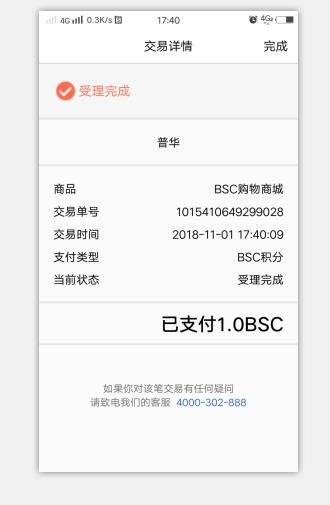 4G 0.3K/s 17:40 4G
交易详情 完成
受理完成
普华
商品 BSC购物商城
交易单号 1015410649299028
交易时间 2018-11-01 17:40:09
支付类型 BSC积分
当前状态 受理完成
已支付1.0BSC
如果你对该笔交易有任何疑问
请致电我们的客服 4000-302-888